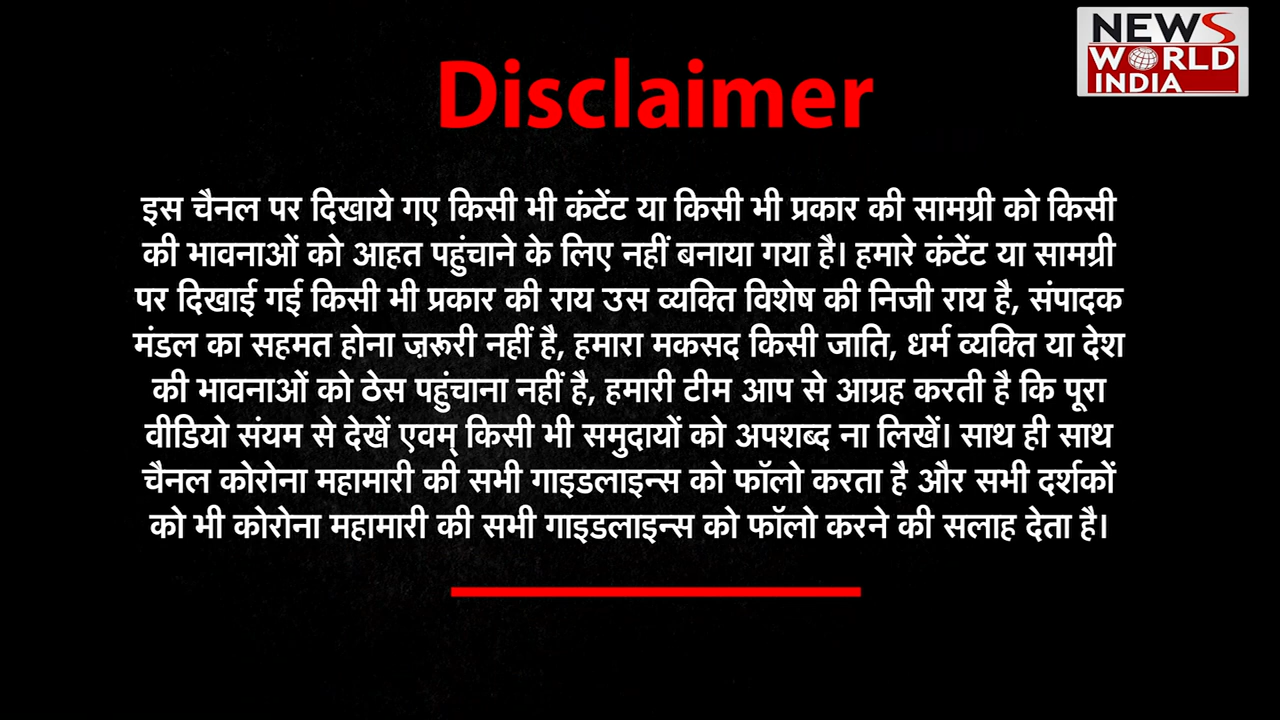 NEWS
WORLD
INDIA
Disclaimer
इस चैनल पर दिखाये गए किसी भी कंटेंट या किसी भी प्रकार की सामग्री को किसी
की भावनाओं को आहत पहुंचाने के लिए नहीं बनाया गया है। हमारे कंटेंट या सामग्री
पर दिखाई गई किसी भी प्रकार की राय उस व्यक्ति विशेष की निजी राय है, संपादक
मंडल का सहमत होना ज़रूरी नहीं है, हमारा मकसद किसी जाति, धर्म व्यक्ति या देश
की भावनाओं को ठेस पहुंचाना नहीं है, हमारी टीम आप से आग्रह करती है कि पूरा
वीडियो संयम से देखें एवम् किसी भी समुदायों को अपशब्द ना लिखें। साथ ही साथ
चैनल कोरोना महामारी की सभी गाइडलाइन्स को फॉलो करता है और सभी दर्शकों
को भी कोरोना महामारी की सभी गाइडलाइन्स को फॉलो करने की सलाह देता है।